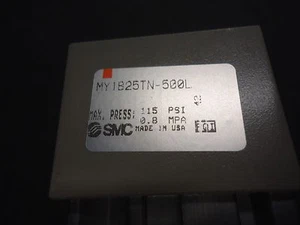 MY1B25TN-500L
MAX. PRESS: 115 PSI
0.8 MPA
SMC MADE IN USA